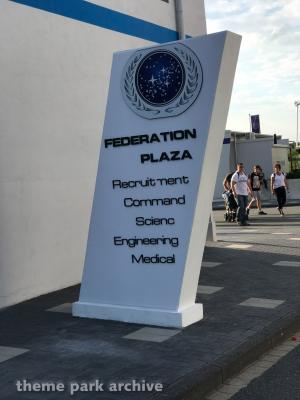 FEDERATION
PLAZA
Recruitment
Command
Scienc
Engineering
Medical
theme park archive